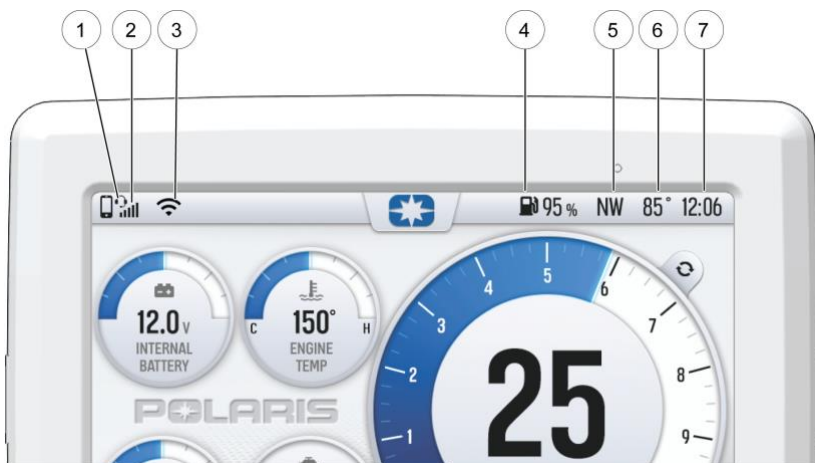 1 2 3 4 5 6 7
95 % NW 85° 12:06
12.0 V
INTERNAL
BATTERY
C 150° H
ENGINE
TEMP
POLARIS
1 2 3 4 5 6 7 8 9
25